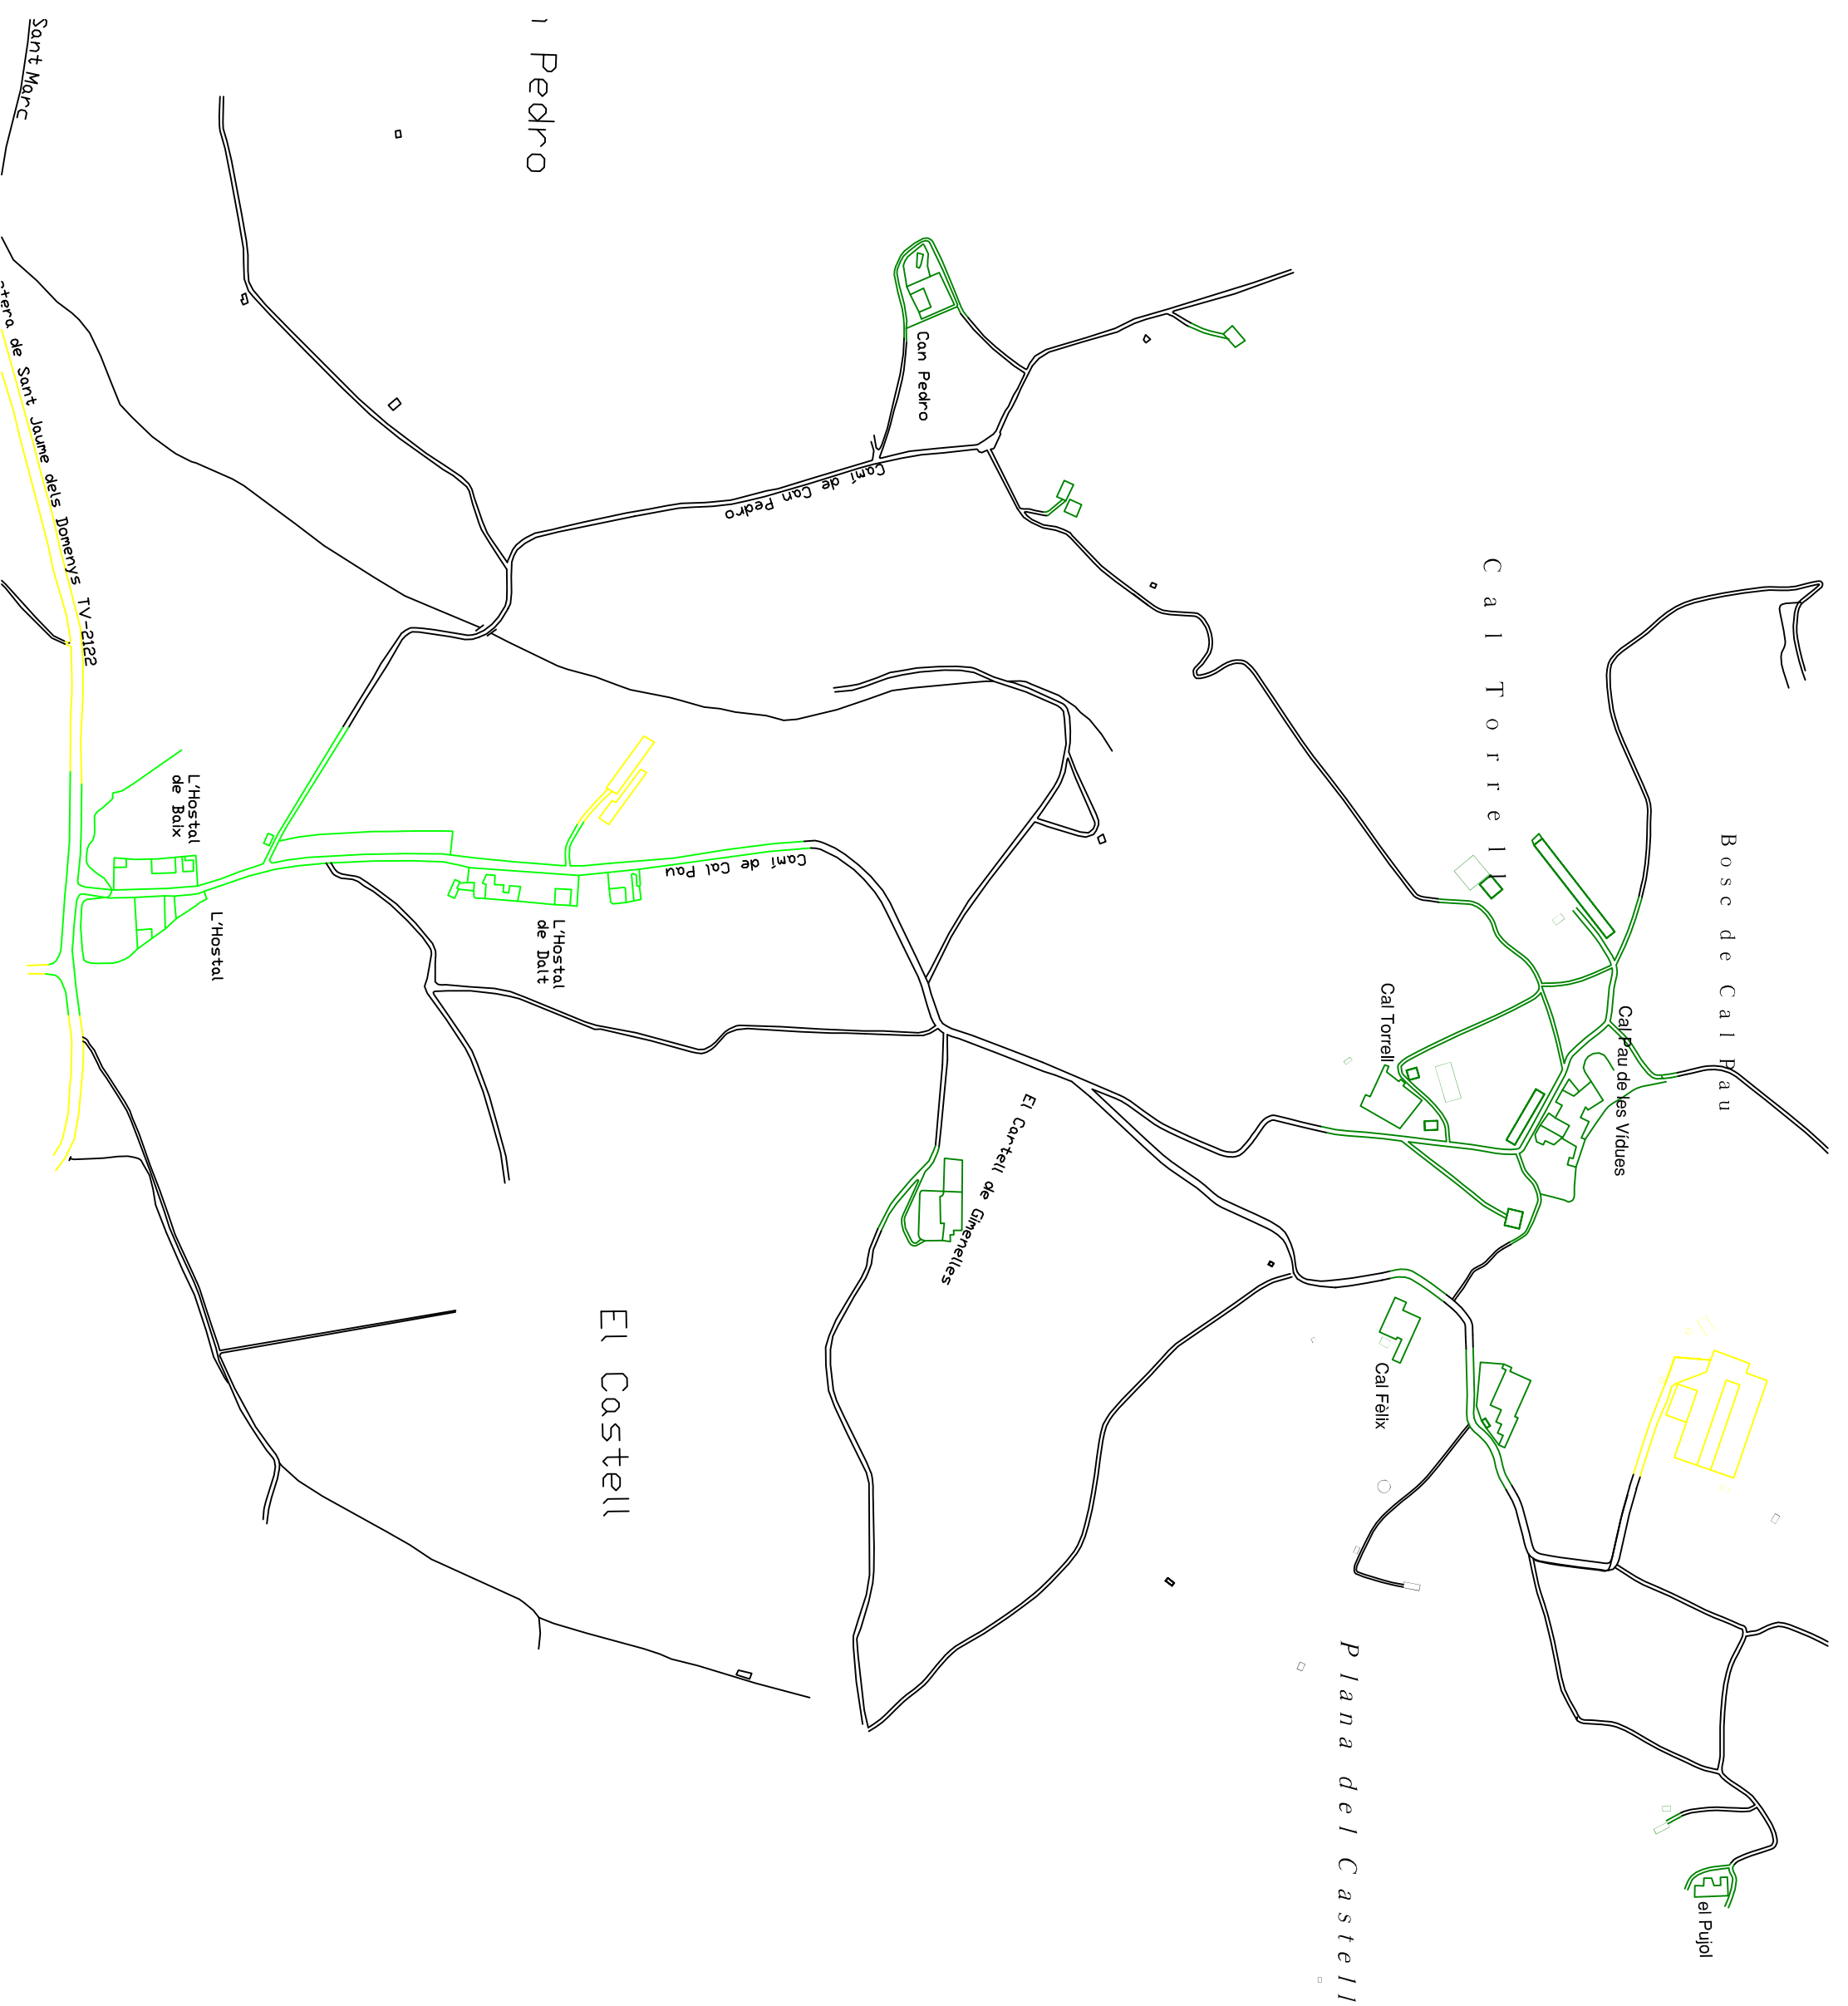 Sant Marc
Pedro
Can Pedro
Camí de Can Pedro
de Sant Jaume dels Domenys TV-2122
Cal Torrell
Bosc de Cal Pau
L'Hostal
de Baix
Camí de Cal Pau
L'Hostal
L'Hostal
de Dalt
Cal Torrell
Cal Pau de les Vídues
El Cartell de Gimenelles
El Castell
Cal Fèlix
Plana del Castell
el Pujol